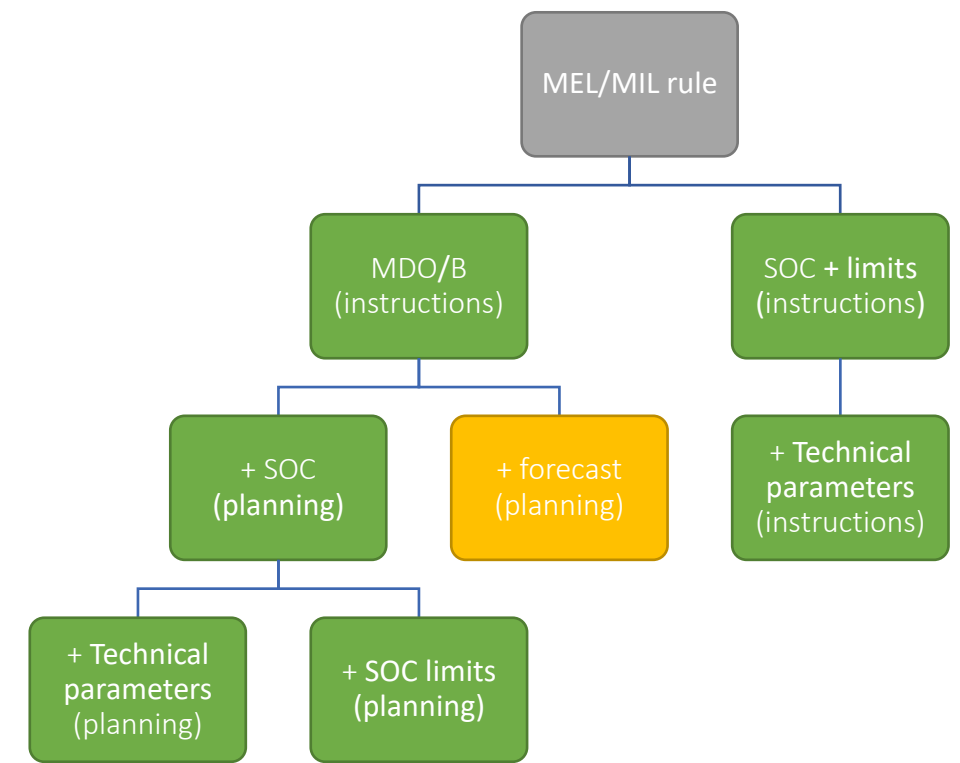 MEL/MIL rule
MDO/B
(instructions)
SOC + limits
(instructions)
+ SOC
(planning)
+ forecast
(planning)
+ Technical
parameters
(instructions)
+ Technical
parameters
(planning)
+ SOC limits
(planning)